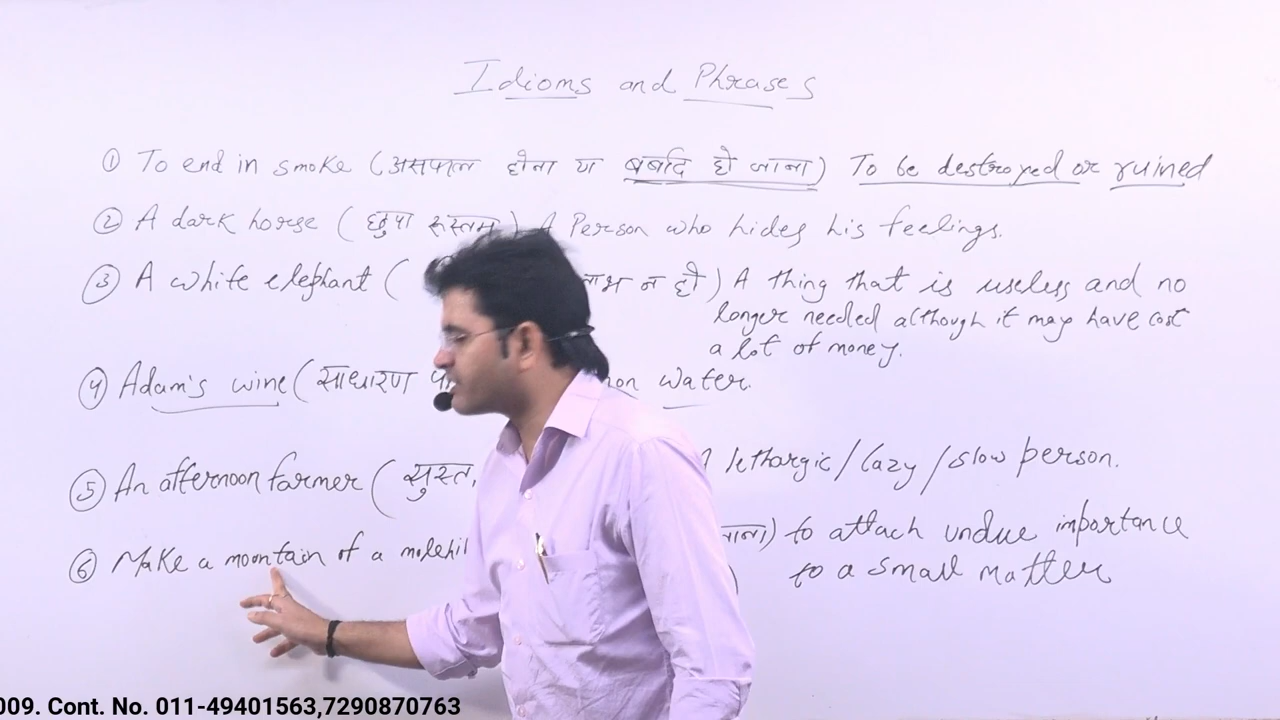 Idioms and Phrases
① To end in smoke (असफल होना या बर्बाद हो जाना) To be destroyed or ruined
② A dark horse (छुपा रूस्तम) A Person who hides his feelings.
③ A white elephant ( लाभ न हो) A thing that is useless and no
longer needed although it may have cost
a lot of money.
④ Adam's wine (साधारण water.
⑤ An afternoon farmer (सुस्त, lethargic/lazy/slow person.
⑥ Make a moontain of a molehil to attach undue importance
to a small matter
009. Cont. No. 011-49401563,7290870763